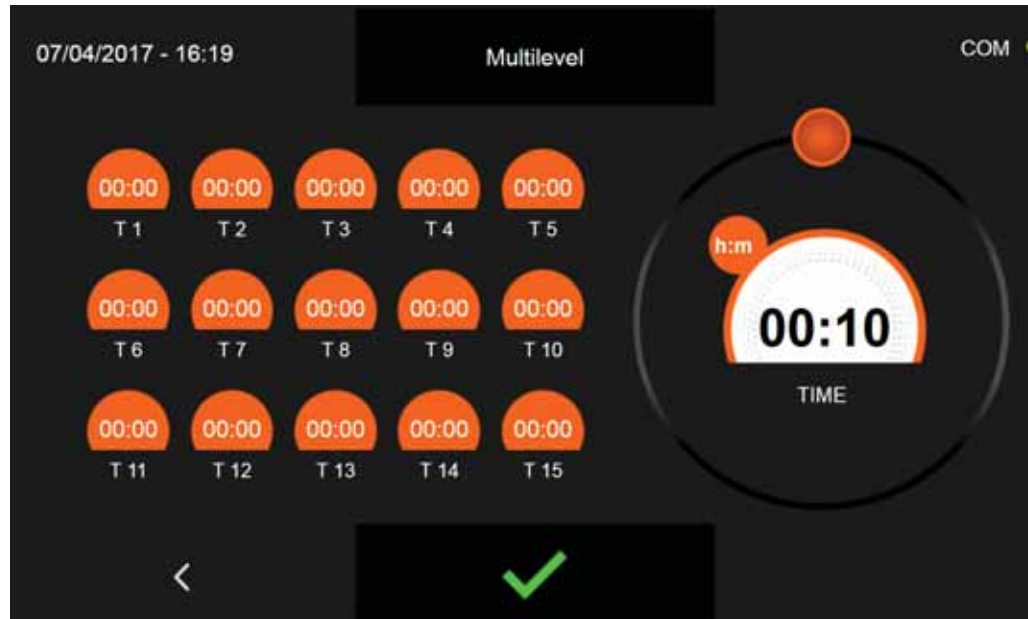 07/04/2017 - 16:19
Multilevel
COM
00:00 00:00 00:00 00:00 00:00
T 1 T 2 T 3 T 4 T 5
00:00 00:00 00:00 00:00 00:00
T 6 T 7 T 8 T 9 T 10
00:00 00:00 00:00 00:00 00:00
T 11 T 12 T 13 T 14 T 15
h:m
00:10
TIME